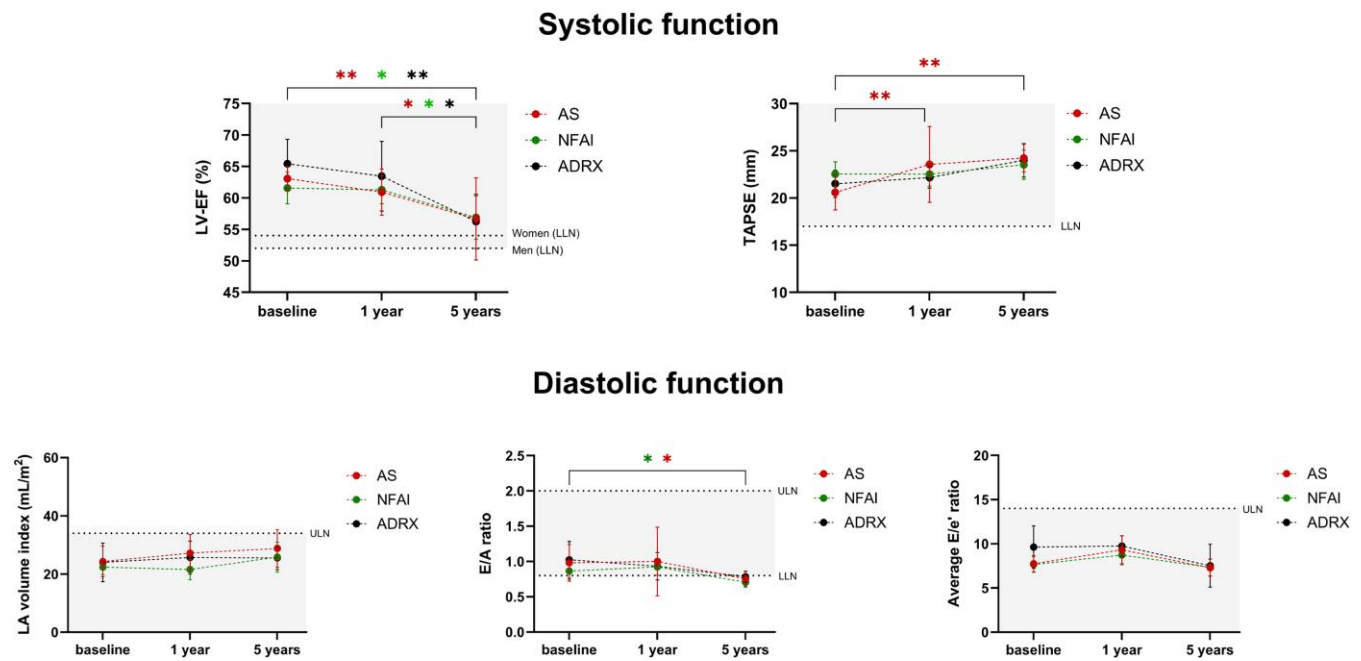 Systolic function
** * **
* * *
75
70
65
60
55
50
45
LV-EF (%)
baseline
1 year
5 years
Women (LLN)
Men (LLN)
AS
NFAI
ADRX
**
**
30
25
20
15
10
TAPSE (mm)
baseline
1 year
5 years
LLN
AS
NFAI
ADRX
Diastolic function
60
40
20
0
LA volume index (mL/m²)
baseline
1 year
5 years
ULN
AS
NFAI
ADRX
* *
2.5
2.0
1.5
1.0
0.5
0.0
E/A ratio
baseline
1 year
5 years
ULN
LLN
AS
NFAI
ADRX
20
15
10
5
0
Average E/e' ratio
baseline
1 year
5 years
ULN
AS
NFAI
ADRX